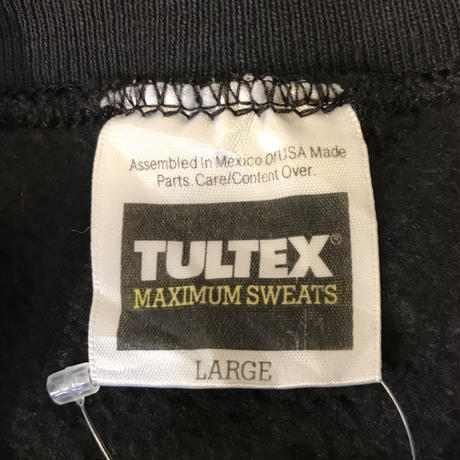 Assembled In Mexico Of USA Made
Parts. Care/Content Over.
TULTEX®
MAXIMUM SWEATS
LARGE